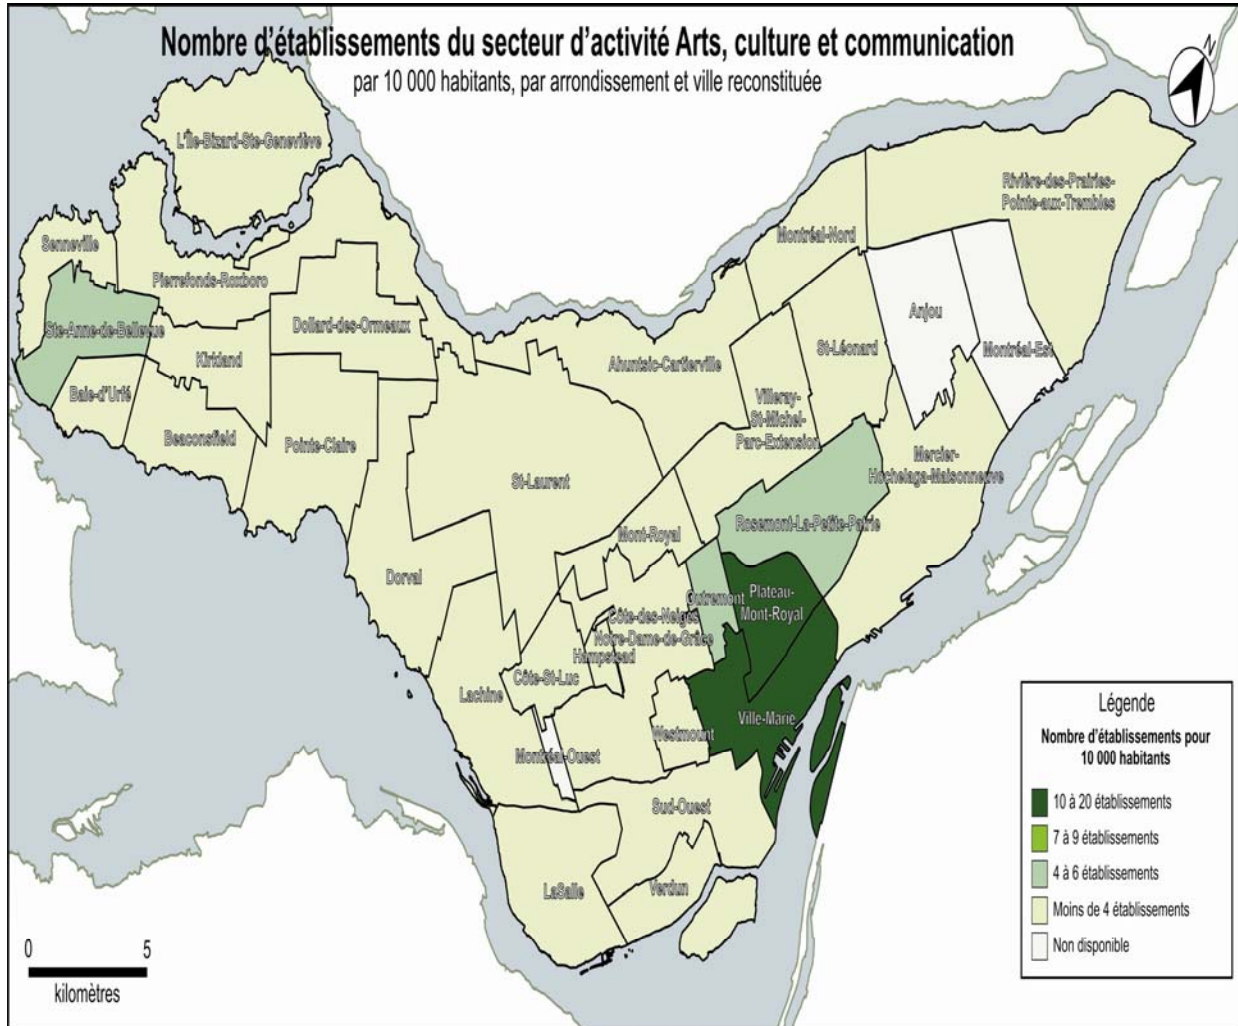 Nombre d'établissements du secteur d'activité Arts, culture et communication
par 10 000 habitants, par arrondissement et ville reconstituée
N
L'Île-Bizard-Ste-Geneviève
Rivière-des-Prairies-
Pointe-aux-Trembles
Senneville
Montréal-Nord
Pierrefonds-Roxboro
Anjou
Ste-Anne-de-Bellevue
Dollard-des-Ormeaux
St-Léonard
Montréal-Est
Kirkland
Ahuntsic-Cartierville
Baie-d'Urfé
Villeray-
St-Michel-
Parc-Extension
Beaconsfield
Pointe-Claire
Mercier-
Hochelaga-Maisonneuve
St-Laurent
Rosemont-La-Petite-Patrie
Mont-Royal
Dorval
Outremont
Plateau-
Mont-Royal
Côte-des-Neiges
Notre-Dame-de-Grâce
Hampstead
Côte-St-Luc
Lachine
Ville-Marie
Westmount
Montréal-Ouest
Sud-Ouest
LaSalle
Verdun
Légende
Nombre d'établissements pour
10 000 habitants
10 à 20 établissements
7 à 9 établissements
4 à 6 établissements
Moins de 4 établissements
Non disponible
0 5
kilomètres